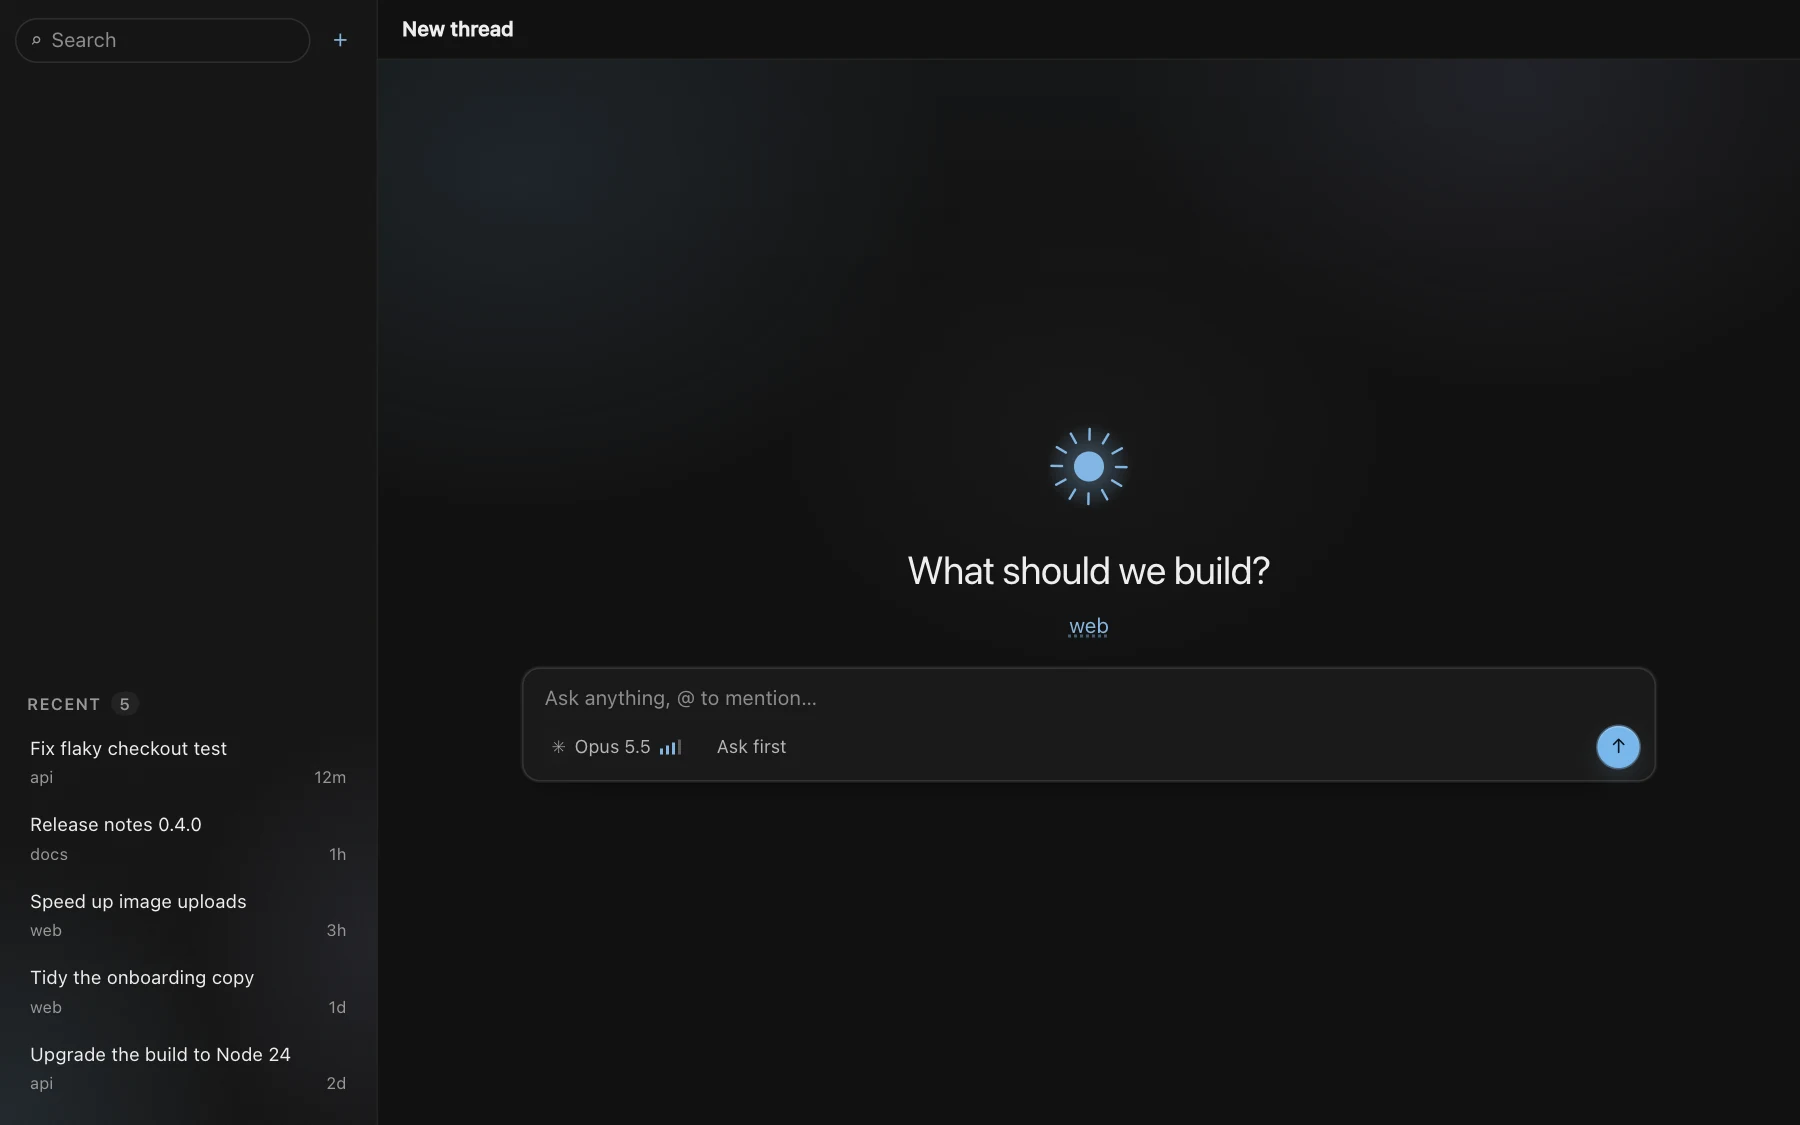 Search
+
New thread
What should we build?
web
Ask anything, @ to mention...
Opus 5.5
Ask first
RECENT 5
Fix flaky checkout test
api 12m
Release notes 0.4.0
docs 1h
Speed up image uploads
web 3h
Tidy the onboarding copy
web 1d
Upgrade the build to Node 24
api 2d